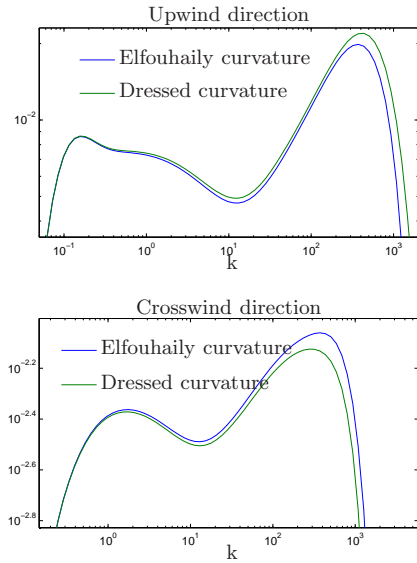 Upwind direction
Elfouhaily curvature
Dressed curvature
10^-2
10^-1 10^0 10^1 10^2 10^3
k
Crosswind direction
Elfouhaily curvature
Dressed curvature
10^-2.2
10^-2.4
10^-2.6
10^-2.8
10^0 10^1 10^2 10^3
k